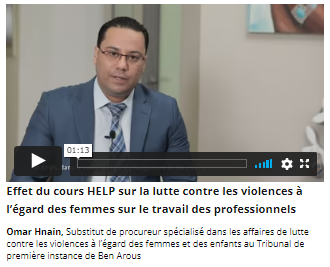 01:13
Effet du cours HELP sur la lutte contre les violences à
l'égard des femmes sur le travail des professionnels
Omar Hnain, Substitut de procureur spécialisé dans les affaires de lutte
contre les violences à l'égard des femmes et des enfants au Tribunal de
première instance de Ben Arous